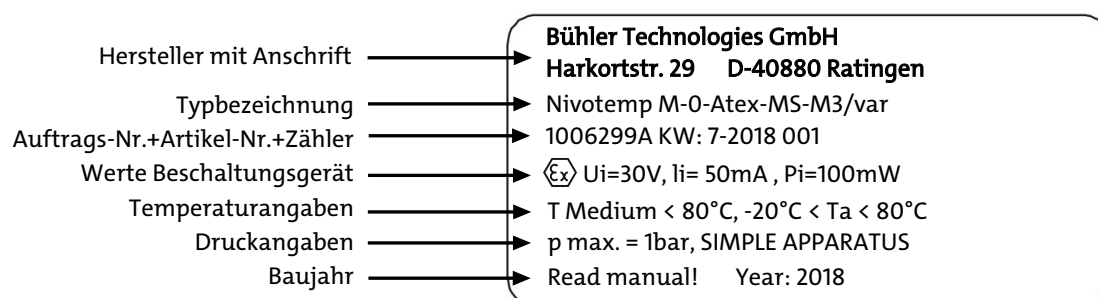 Hersteller mit Anschrift
Bühler Technologies GmbH
Harkortstr. 29 D-40880 Ratingen
Typbezeichnung
Nivotemp M-0-Atex-MS-M3/var
Auftrags-Nr.+Artikel-Nr.+Zähler
1006299A KW: 7-2018 001
Werte Beschaltungsgerät
Ex Ui=30V, li= 50mA , Pi=100mW
Temperaturangaben
T Medium < 80°C, -20°C < Ta < 80°C
Druckangaben
p max. = 1bar, SIMPLE APPARATUS
Baujahr
Read manual! Year: 2018